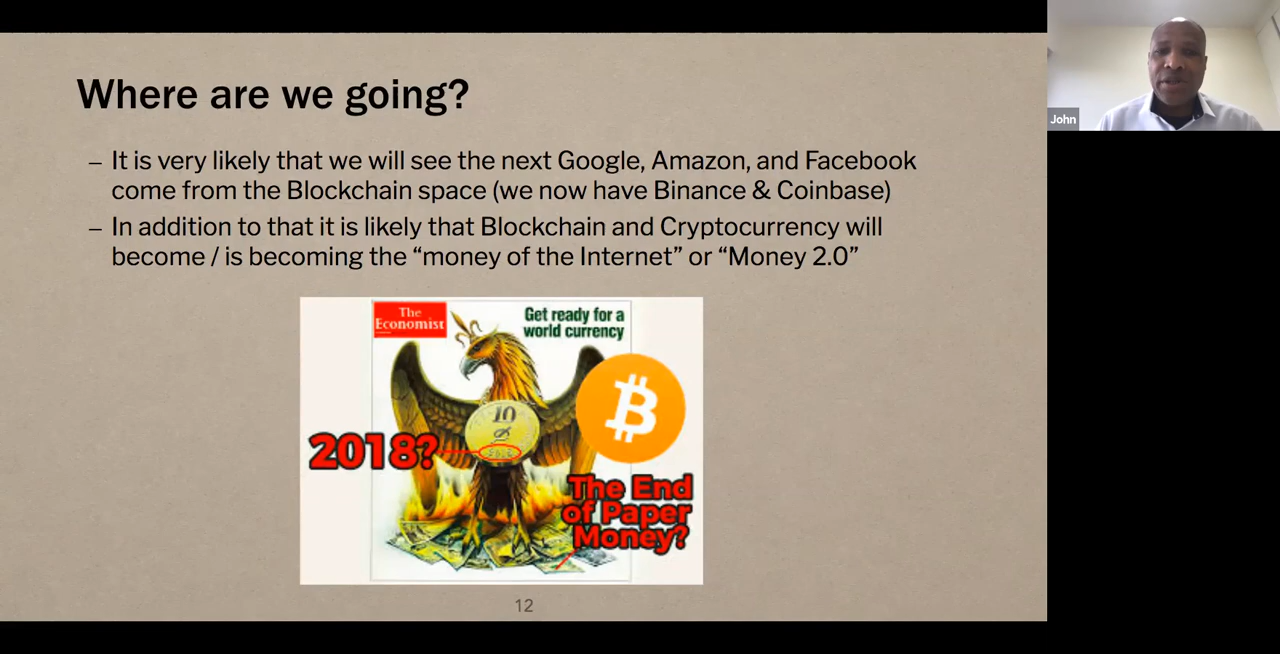 Where are we going?
– It is very likely that we will see the next Google, Amazon, and Facebook
come from the Blockchain space (we now have Binance & Coinbase)
– In addition to that it is likely that Blockchain and Cryptocurrency will
become / is becoming the “money of the Internet” or “Money 2.0”
The
Economist
Get ready for a
world currency
10
2018?
The End
of Paper
Money?
12
John